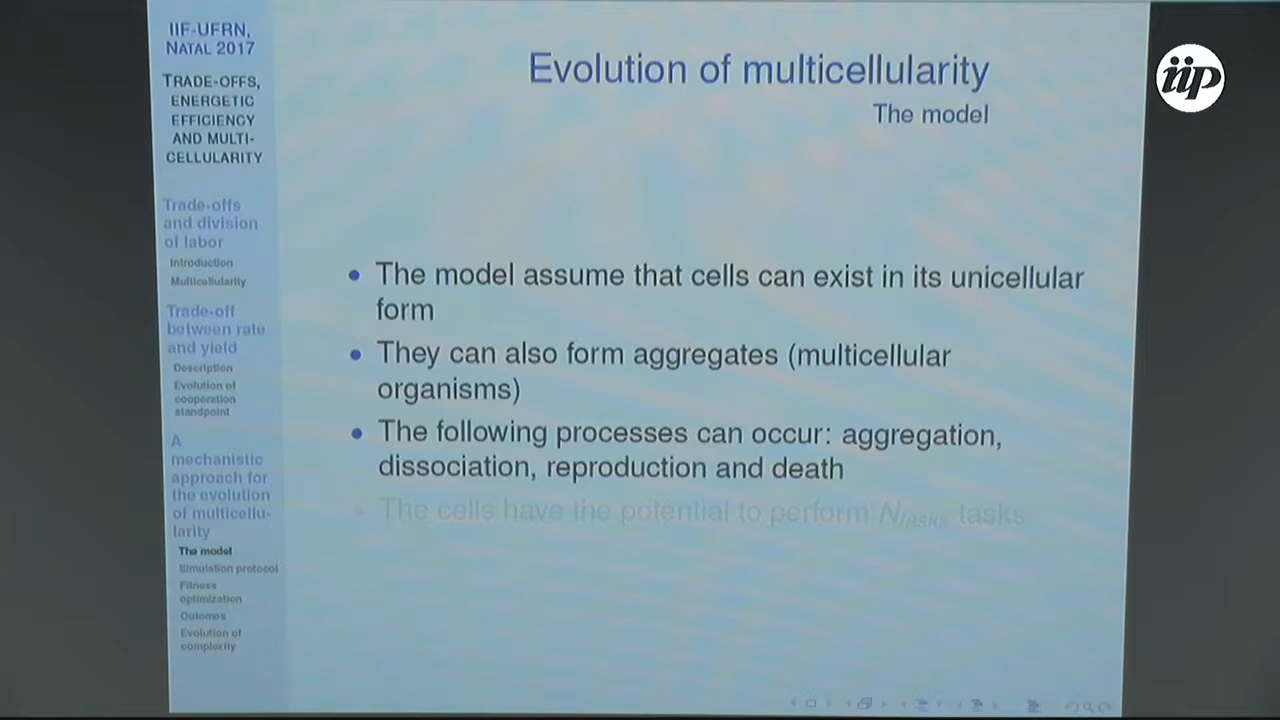 IIF-UFRN,
NATAL 2017
TRADE-OFFS,
ENERGETIC
EFFICIENCY
AND MULTI-
CELLULARITY
Trade-offs
and division
of labor
Introduction
Multicellularity
Trade-off
between rate
and yield
Description
Evolution of
cooperation
standpoint
A
mechanistic
approach for
the evolution
of multicellu-
larity
The model
Simulation protocol
Fitness
optimization
Outomes
Evolution of
complexity
Evolution of multicellularity
The model
• The model assume that cells can exist in its unicellular
form
• They can also form aggregates (multicellular
organisms)
• The following processes can occur: aggregation,
dissociation, reproduction and death
• The cells have the potential to perform Ntasks tasks
iip